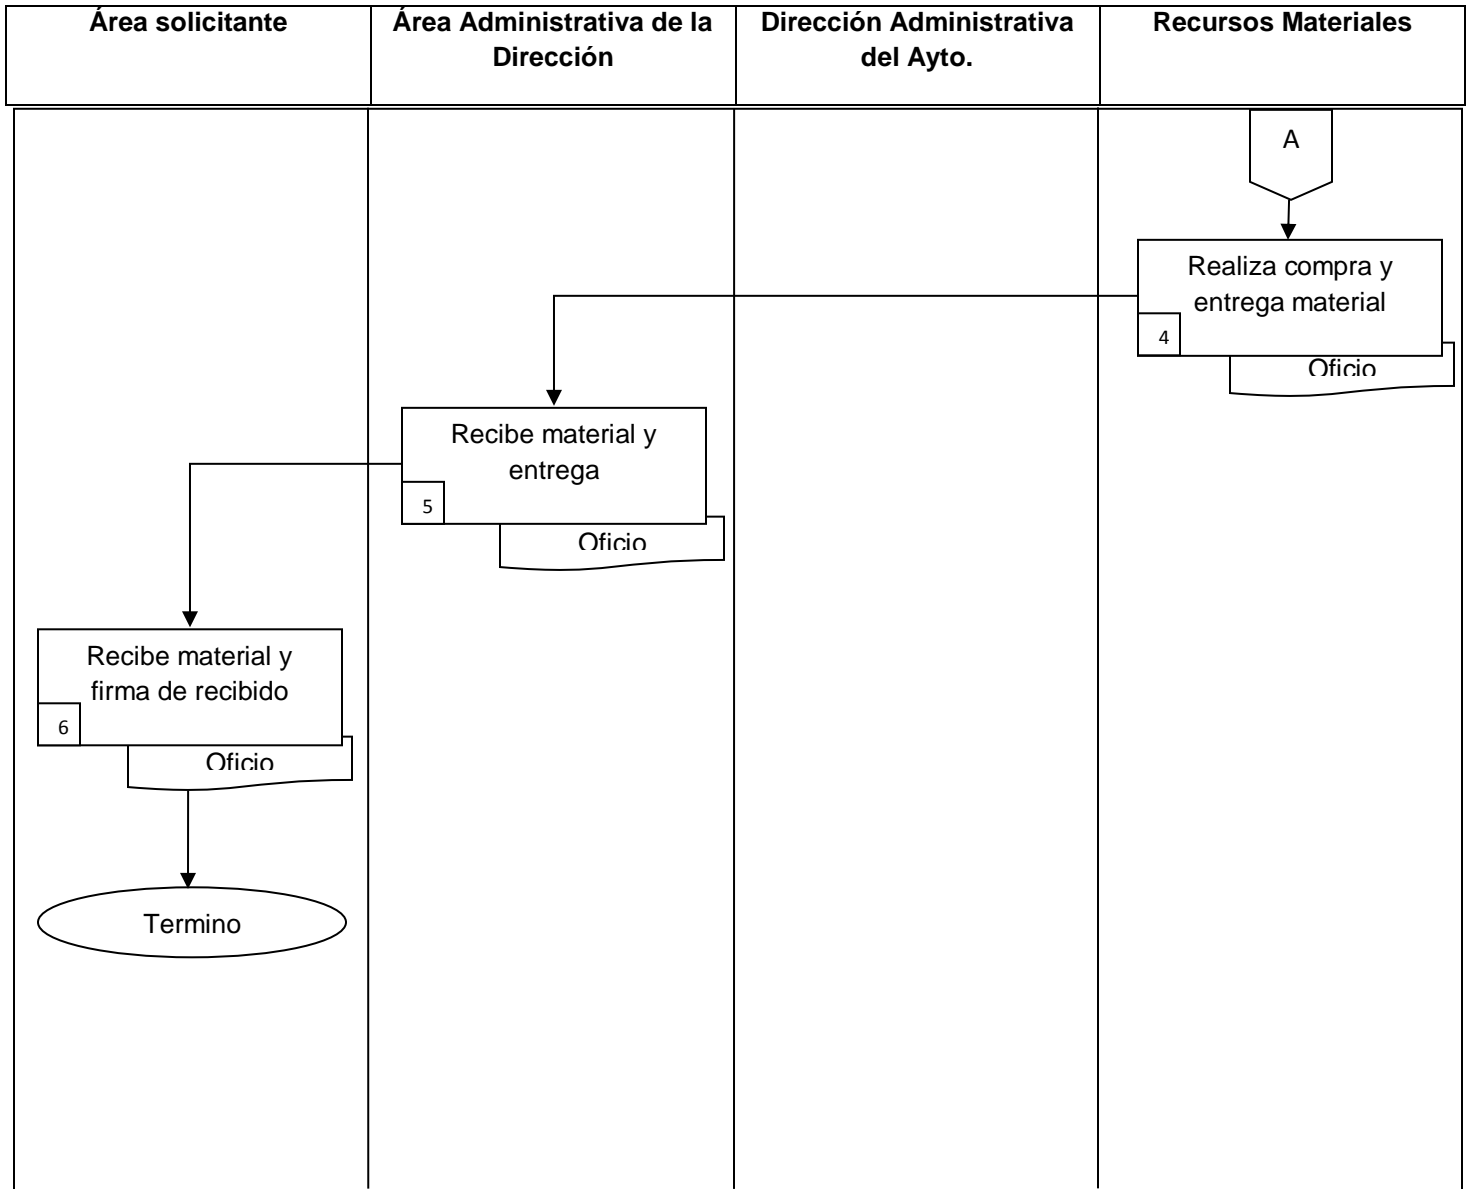 Área solicitante
Área Administrativa de la
Dirección
Dirección Administrativa
del Ayto.
Recursos Materiales
A
Realiza compra y
entrega material
4
Oficio
Recibe material y
entrega
5
Oficio
Recibe material y
firma de recibido
6
Oficio
Termino